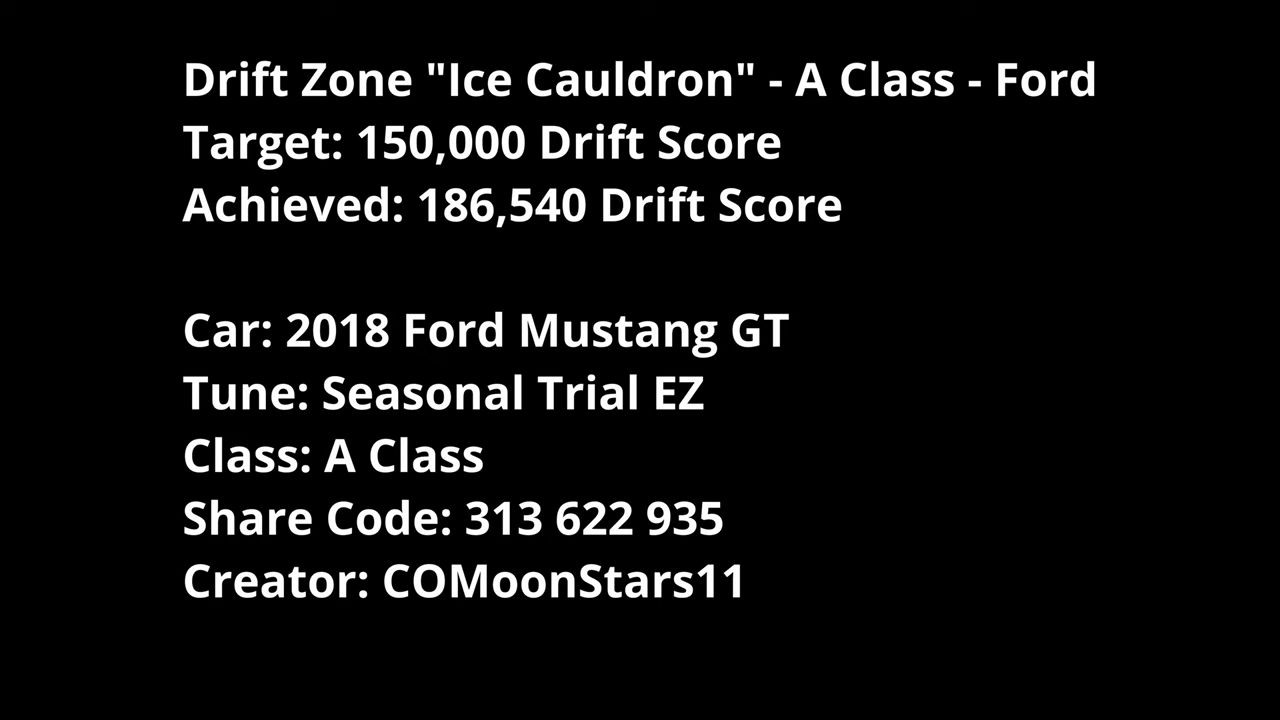 Drift Zone "Ice Cauldron" - A Class - Ford
Target: 150,000 Drift Score
Achieved: 186,540 Drift Score
Car: 2018 Ford Mustang GT
Tune: Seasonal Trial EZ
Class: A Class
Share Code: 313 622 935
Creator: COMoonStars11